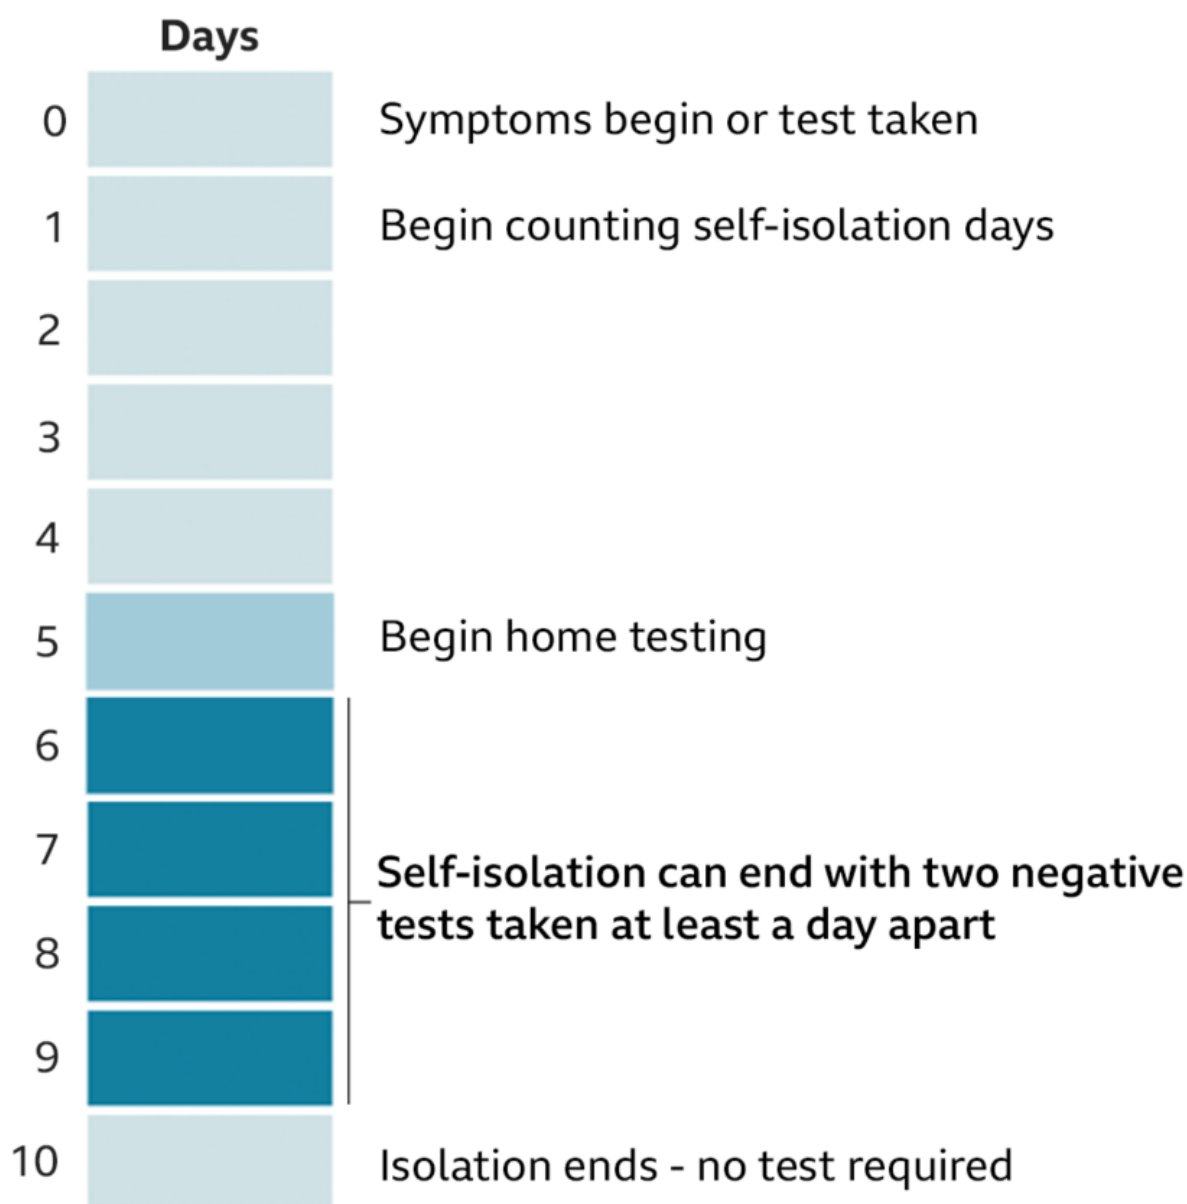 Days
0 Symptoms begin or test taken
1 Begin counting self-isolation days
2
3
4
5 Begin home testing
6
7
Self-isolation can end with two negative
tests taken at least a day apart
8
9
10 Isolation ends - no test required